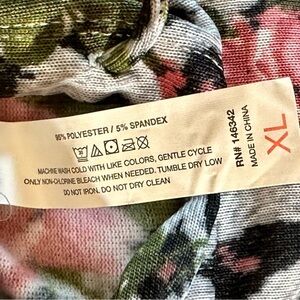 95% POLYESTER / 5% SPANDEX
MACHINE WASH COLD WITH LIKE COLORS, GENTLE CYCLE
ONLY NON-CHLORINE BLEACH WHEN NEEDED. TUMBLE DRY LOW
DO NOT IRON. DO NOT DRY CLEAN
RN# 146342
MADE IN CHINA
XL